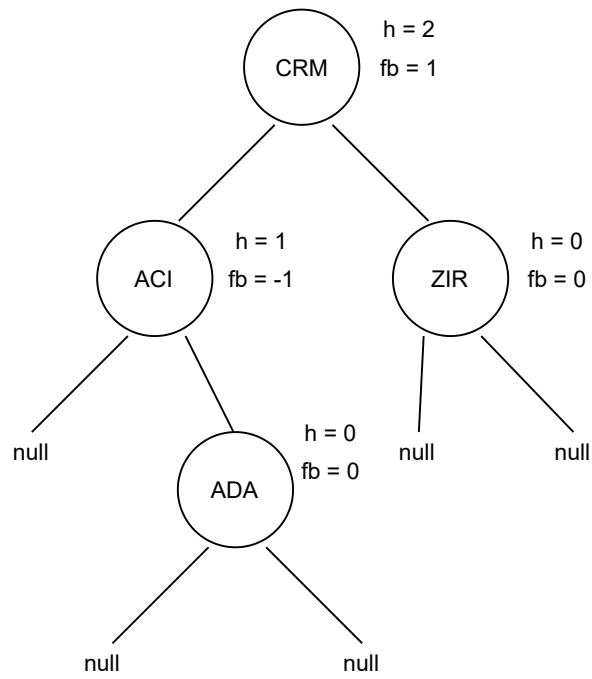 h = 2
CRM
fb = 1
h = 1
fb = -1
ACI
h = 0
fb = 0
ZIR
null
h = 0
fb = 0
ADA
null
null
null
null